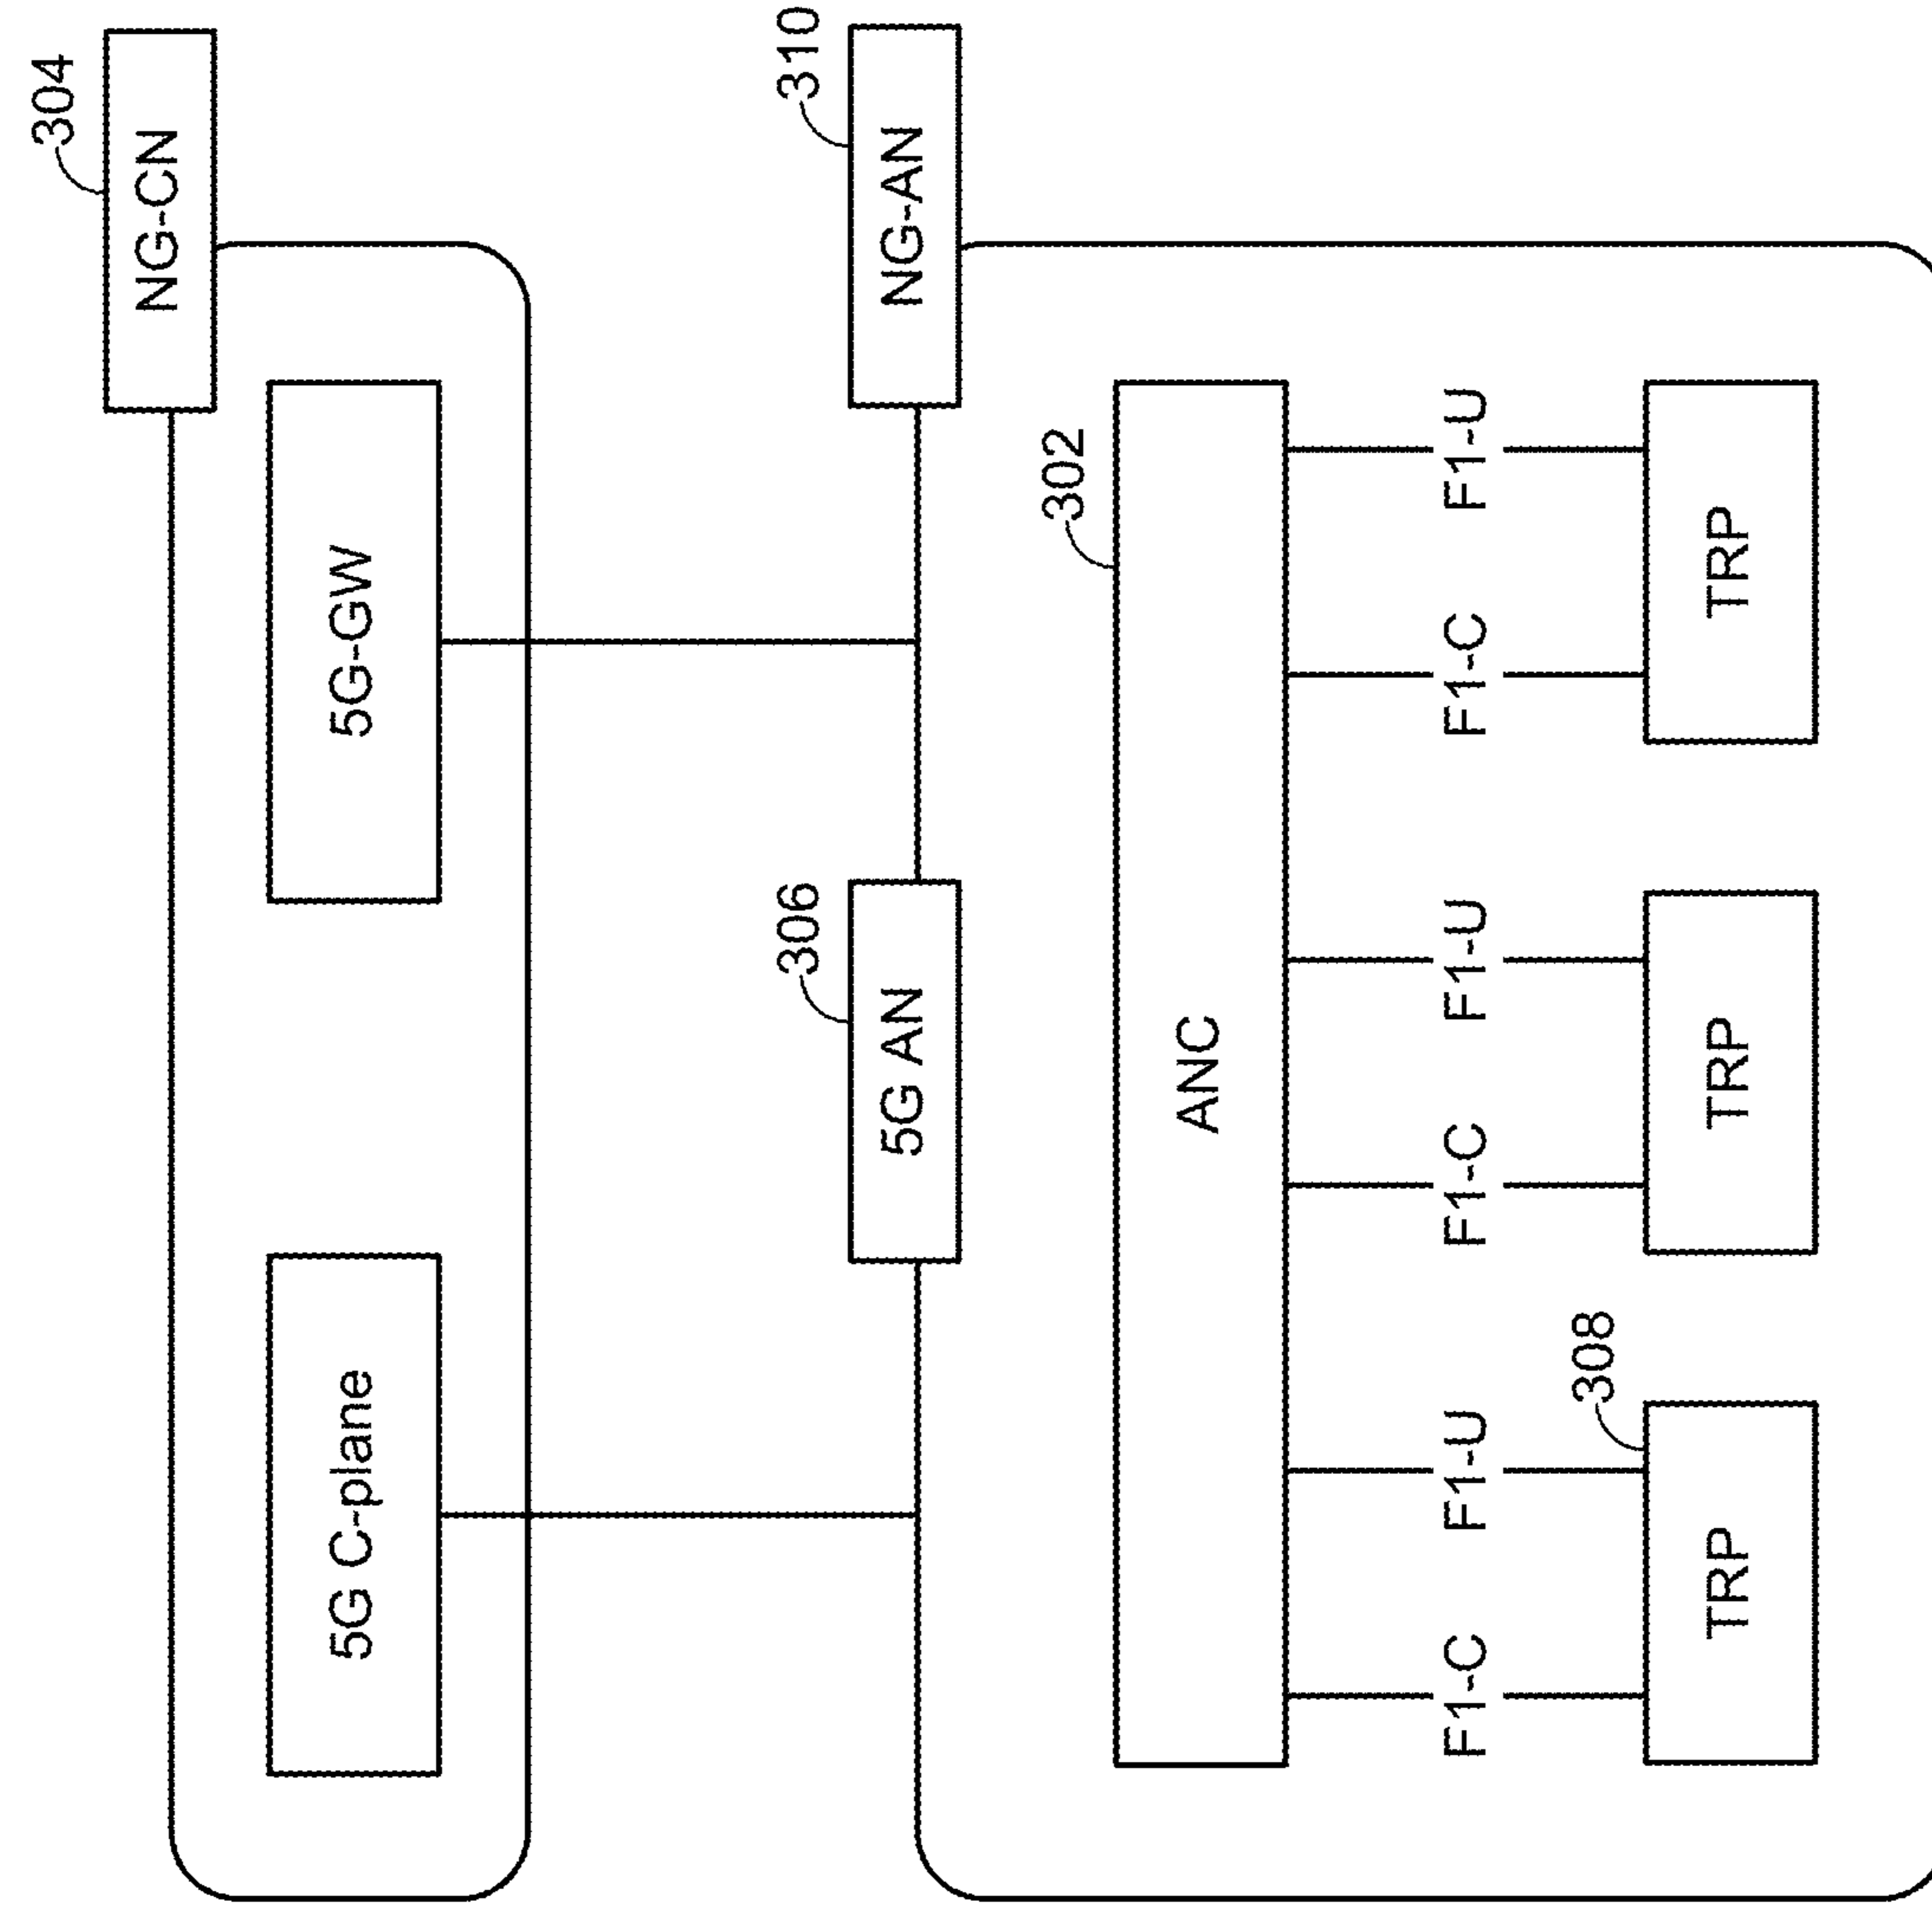 304
NG-CN
5G C-plane
5G-GW
306
310
5G AN
NG-AN
302
ANC
F1-C
F1-U
F1-C
F1-U
F1-C
F1-U
308
TRP
TRP
TRP